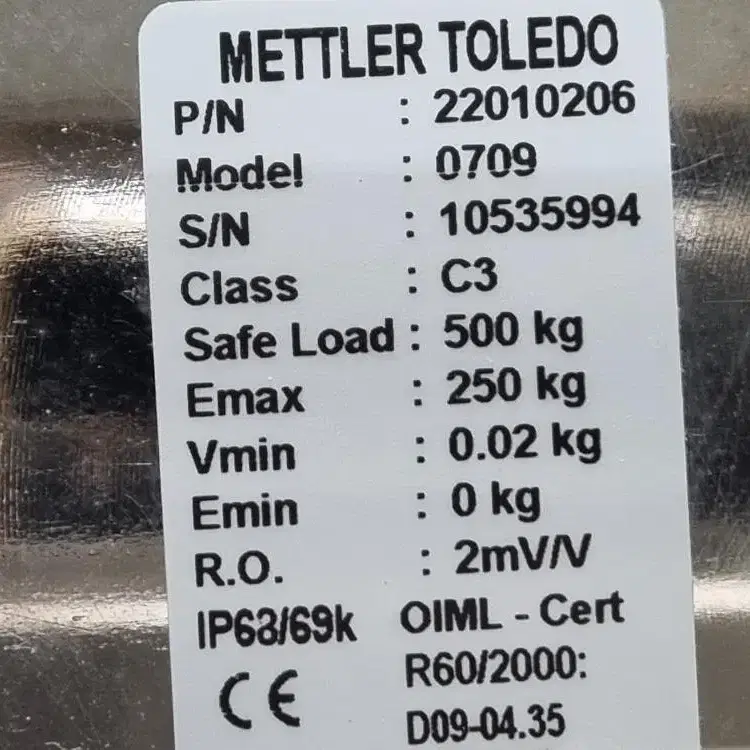 METTLER TOLEDO
P/N : 22010206
Model : 0709
S/N : 10535994
Class : C3
Safe Load : 500 kg
Emax : 250 kg
Vmin : 0.02 kg
Emin : 0 kg
R.O. : 2mV/V
IP68/69k OIML - Cert
R60/2000:
CE D09-04.35